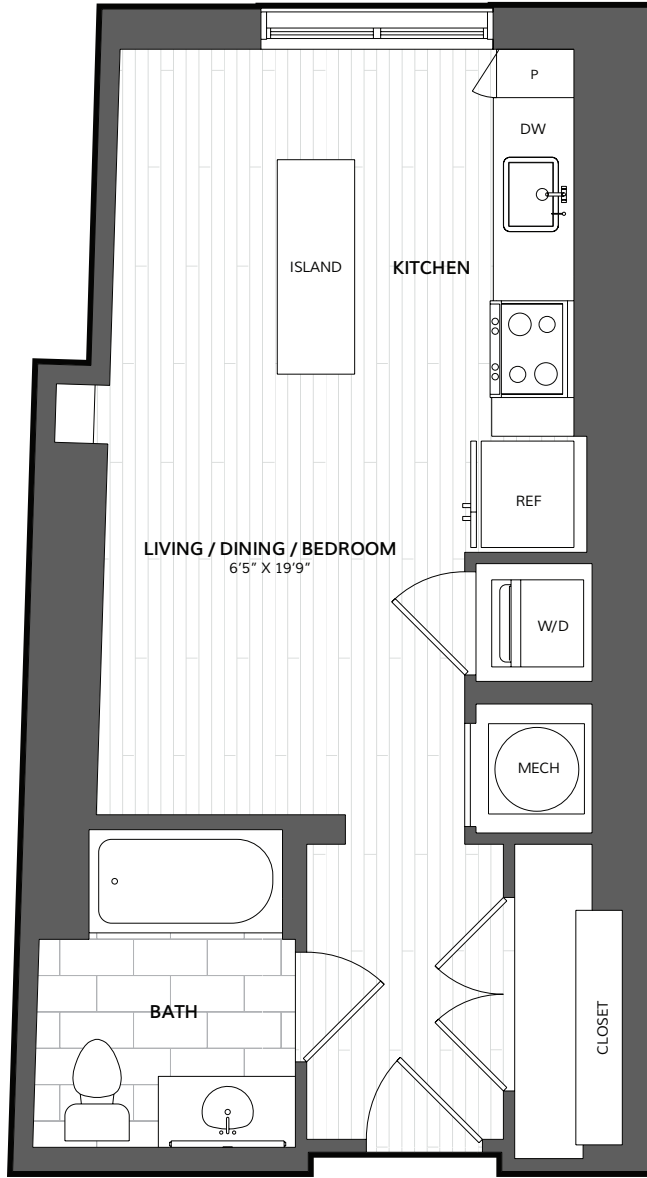 P
DW
ISLAND
KITCHEN
REF
LIVING / DINING / BEDROOM
6'5" X 19'9"
W/D
MECH
BATH
CLOSET